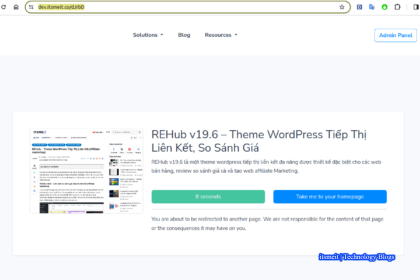 dev.itsmeit.co/dJrbD
Solutions
Blog
Resources
Admin Panel
REHub v19.6 – Theme WordPress Tiếp Thị
Liên Kết, So Sánh Giá
REHub v19.6 là một theme wordpress tiếp thị liên kết đa năng được thiết kế đặc biệt cho các web
bán hàng, review so sánh giá cả và tạo web affiliate Marketing.
8 seconds
Take me to your homepage
You are about to be redirected to another page. We are not responsible for the content of that page
or the consequences it may have on you.
itsmeit -Technology Blogs